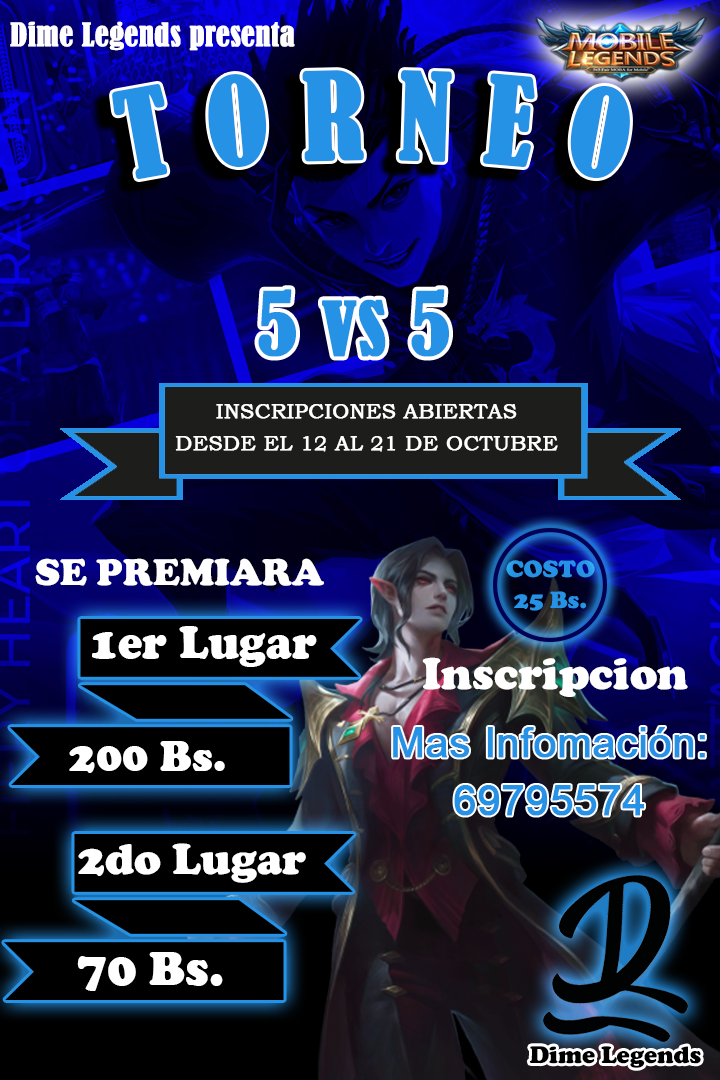 Dime Legends presenta
MOBILE
LEGENDS
TORNEO
5 vs 5
INSCRIPCIONES ABIERTAS
DESDE EL 12 AL 21 DE OCTUBRE
SE PREMIARA
COSTO
25 Bs.
1er Lugar
Inscripcion
200 Bs.
Mas Infomación:
69795574
2do Lugar
70 Bs.
Dime Legends